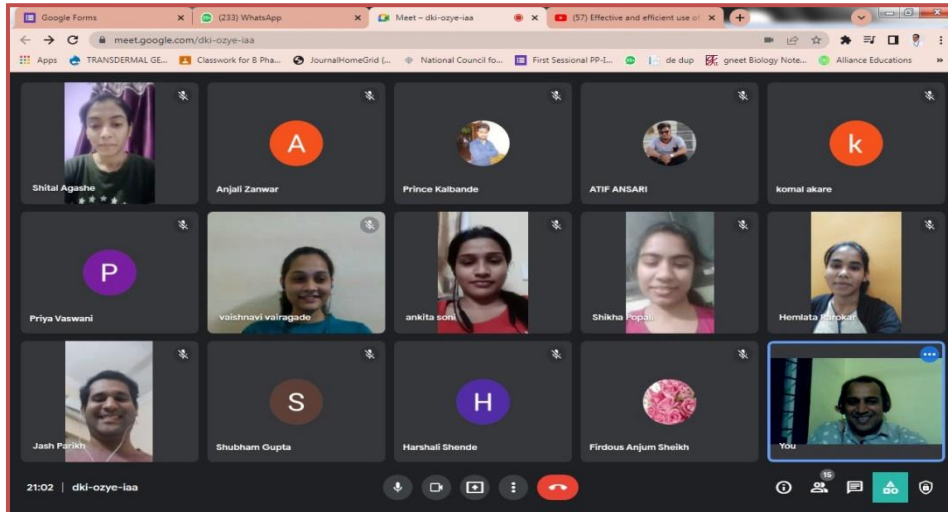 Google Forms
(233) WhatsApp
Meet – dki-ozye-iaa
(57) Effective and efficient use of
meet.google.com/dki-ozye-iaa
Apps
TRANSDERMAL GE...
Classwork for B Pha...
JournalHomeGrid (...
National Council fo...
First Sessional PP-I...
de dup
gneet Biology Note...
Alliance Educations
Shital Agashe
A
Anjali Zanwar
Prince Kalbande
ATIF ANSARI
k
komal akare
P
Priya Vaswani
vaishnavi vairagade
ankita soni
Shikha Popali
Hemlata Barokar
Jash Parikh
S
Shubham Gupta
H
Harshali Shende
Firdous Anjum Sheikh
You
21:02 | dki-ozye-iaa
15